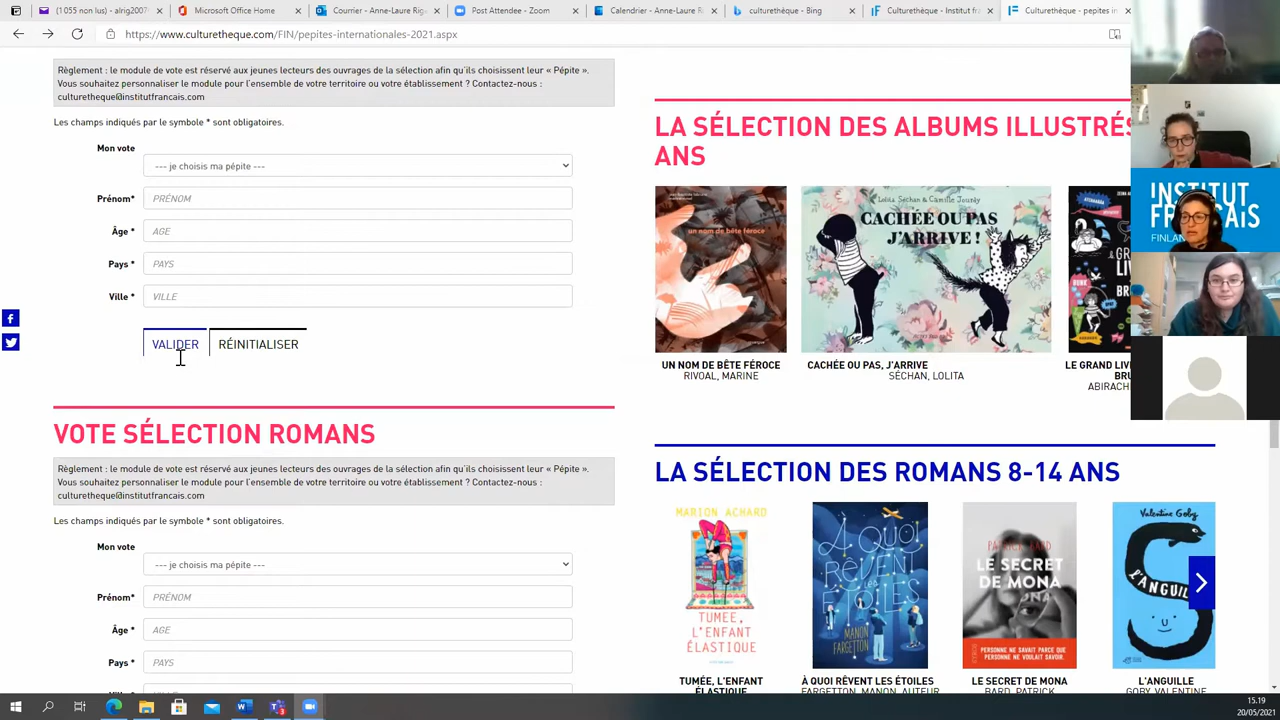 (1 055 non lus) - alrig2007
Microsoft Office Home
Courrier - Anne-Laure Rig
Post Attendee - Zoom
Calendrier - Anne-Laure R
culturethèque - Bing
Culturethèque - Institut fra
Culturethèque - pepites in
https://www.culturetheque.com/FIN/pepites-internationales-2021.aspx
Règlement : le module de vote est réservé aux jeunes lecteurs des ouvrages de la sélection afin qu'ils choisissent leur « Pépite ».
Vous souhaitez personnaliser le module pour l'ensemble de votre territoire ou votre établissement ? Contactez-nous :
culturetheque@institutfrancais.com
Les champs indiqués par le symbole * sont obligatoires.
Mon vote
--- je choisis ma pépite ---
Prénom*
PRÉNOM
Âge *
AGE
Pays *
PAYS
Ville *
VILLE
VALIDER
RÉINITIALISER
VOTE SÉLECTION ROMANS
Règlement : le module de vote est réservé aux jeunes lecteurs des ouvrages de la sélection afin qu'ils choisissent leur « Pépite ».
Vous souhaitez personnaliser le module pour l'ensemble de votre territoire ou votre établissement ? Contactez-nous :
culturetheque@institutfrancais.com
Les champs indiqués par le symbole * sont obligatoires.
Mon vote
--- je choisis ma pépite ---
Prénom*
PRÉNOM
Âge *
AGE
Pays *
PAYS
LA SÉLECTION DES ALBUMS ILLUSTRÉS
ANS
un nom de bête féroce
Lolita Séchan & Camille Jourdy
CACHÉE OU PAS
J'ARRIVE !
UN NOM DE BÊTE FÉROCE
RIVOAL, MARINE
CACHÉE OU PAS, J'ARRIVE
SÉCHAN, LOLITA
LE GRAND LIV
BRU
ABIRACH
LA SÉLECTION DES ROMANS 8-14 ANS
MARION ACHARD
TUMÉE,
L'ENFANT
ÉLASTIQUE
À QUOI
RÊVENT
LES
ÉTOILES
MANON
FARGETTON
PATRICK BARD
LE SECRET
DE MONA
PERSONNE NE SAVAIT PARCE QUE
PERSONNE NE VOULAIT SAVOIR.
Valentine Goby
L'ANGUIL
TUMÉE, L'ENFANT
ÉLASTIQUE
À QUOI RÊVENT LES ÉTOILES
FARGETTON, MANON, AUTEUR
LE SECRET DE MONA
BARD, PATRICK
L'ANGUILLE
GOBY, VALENTINE
INSTITUT
FRANÇAIS
FINLAN
15.19
20/05/2021